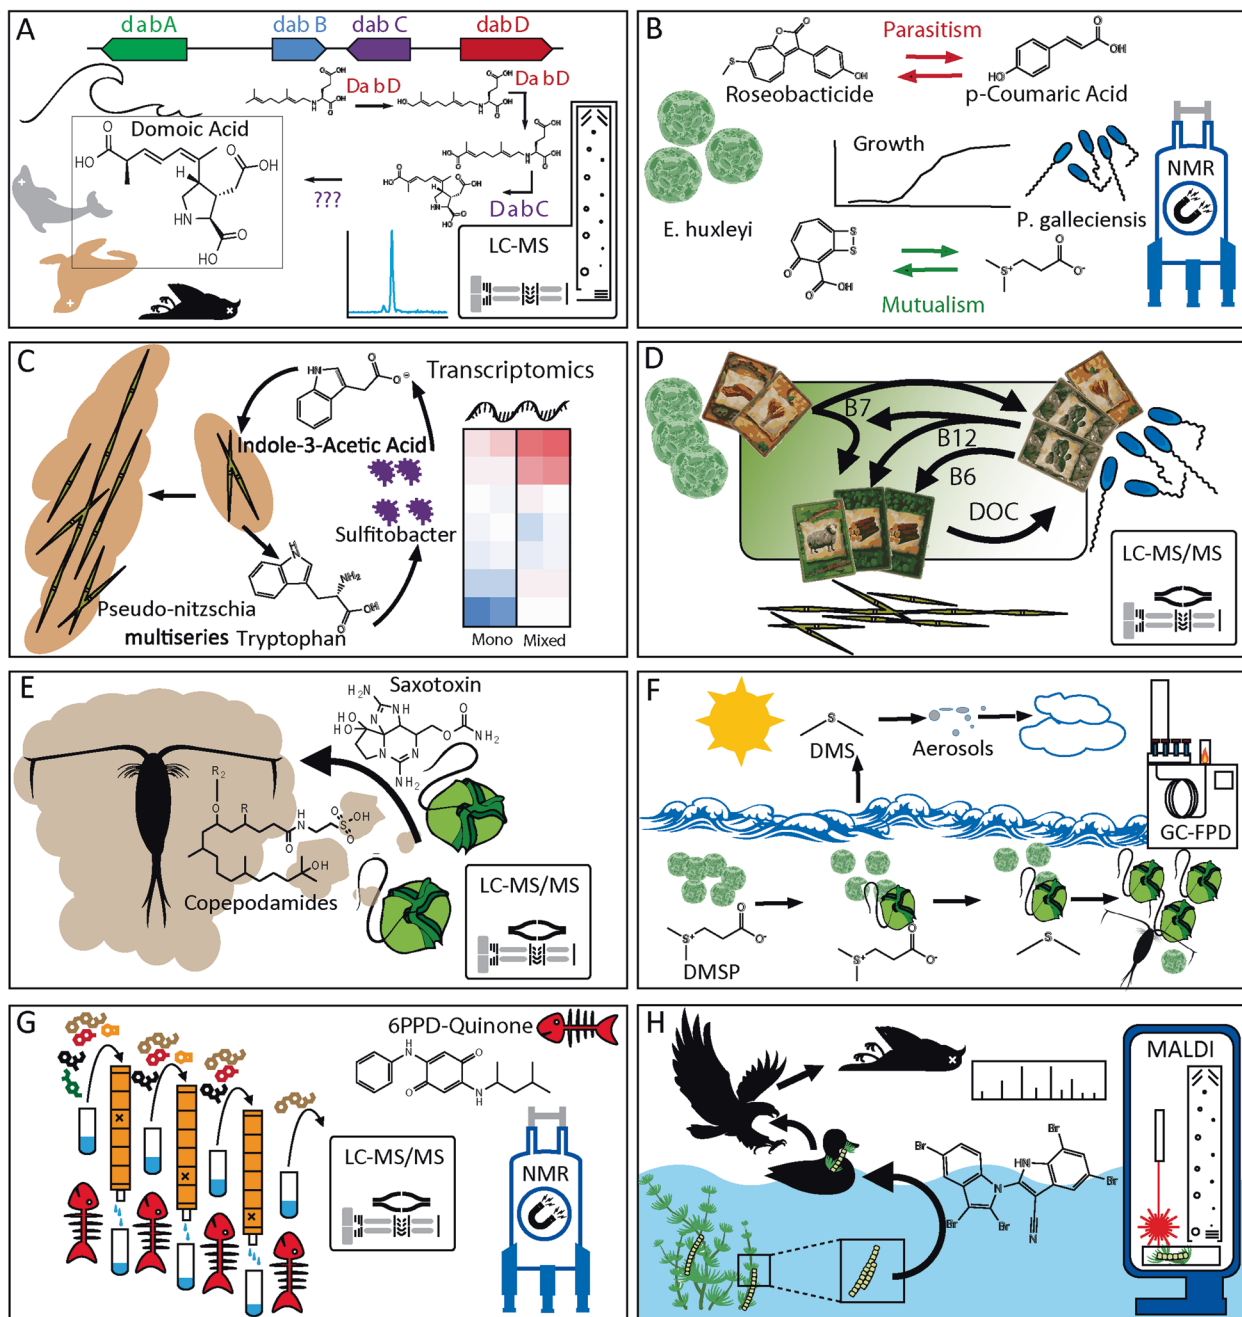 A
dabA
dab B
dab C
dabD
DabD
DabD
Domoic Acid
???
DabC
LC-MS
B
Parasitism
Roseobacticide
p-Coumaric Acid
Growth
NMR
E. huxleyi
P. galleciensis
Mutualism
C
Transcriptomics
Indole-3-Acetic Acid
Sulfitobacter
Pseudo-nitzschia
multiseries
Tryptophan
Mono
Mixed
D
B7
B12
B6
DOC
LC-MS/MS
E
Saxotoxin
Copepodamides
LC-MS/MS
F
DMS
Aerosols
GC-FPD
DMSP
G
6PPD-Quinone
LC-MS/MS
NMR
H
MALDI